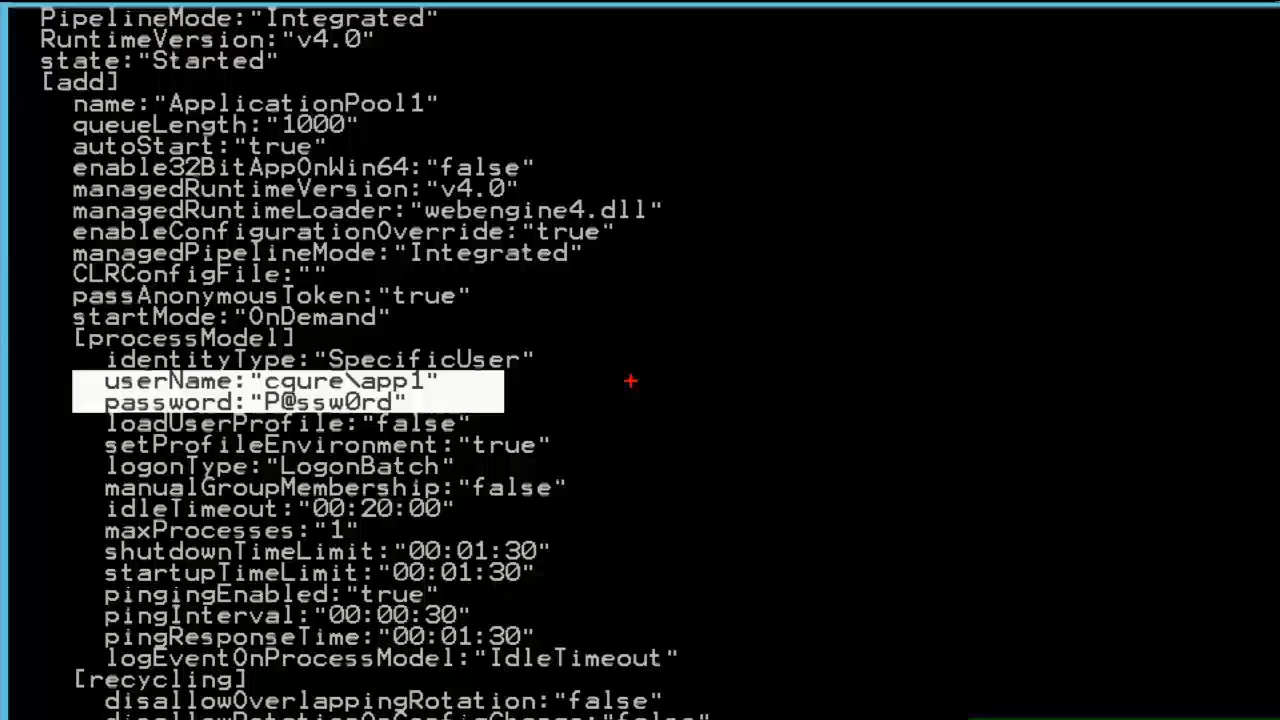 PipelineMode:"Integrated"
RuntimeVersion:"v4.0"
state:"Started"
[add]
name:"ApplicationPool1"
queueLength:"1000"
autoStart:"true"
enable32BitAppOnWin64:"false"
managedRuntimeVersion:"v4.0"
managedRuntimeLoader:"webengine4.dll"
enableConfigurationOverride:"true"
managedPipelineMode:"Integrated"
CLRConfigFile:""
passAnonymousToken:"true"
startMode:"OnDemand"
[processModel]
identityType:"SpecificUser"
userName:"cqure\app1"
password:"P@ssw0rd"
loadUserProfile:"false"
setProfileEnvironment:"true"
logonType:"LogonBatch"
manualGroupMembership:"false"
idleTimeout:"00:20:00"
maxProcesses:"1"
shutdownTimeLimit:"00:01:30"
startupTimeLimit:"00:01:30"
pingingEnabled:"true"
pingInterval:"00:00:30"
pingResponseTime:"00:01:30"
logEventOnProcessModel:"IdleTimeout"
[recycling]
disallowOverlappingRotation:"false"
disallowRotationOnConfigChange:"false"